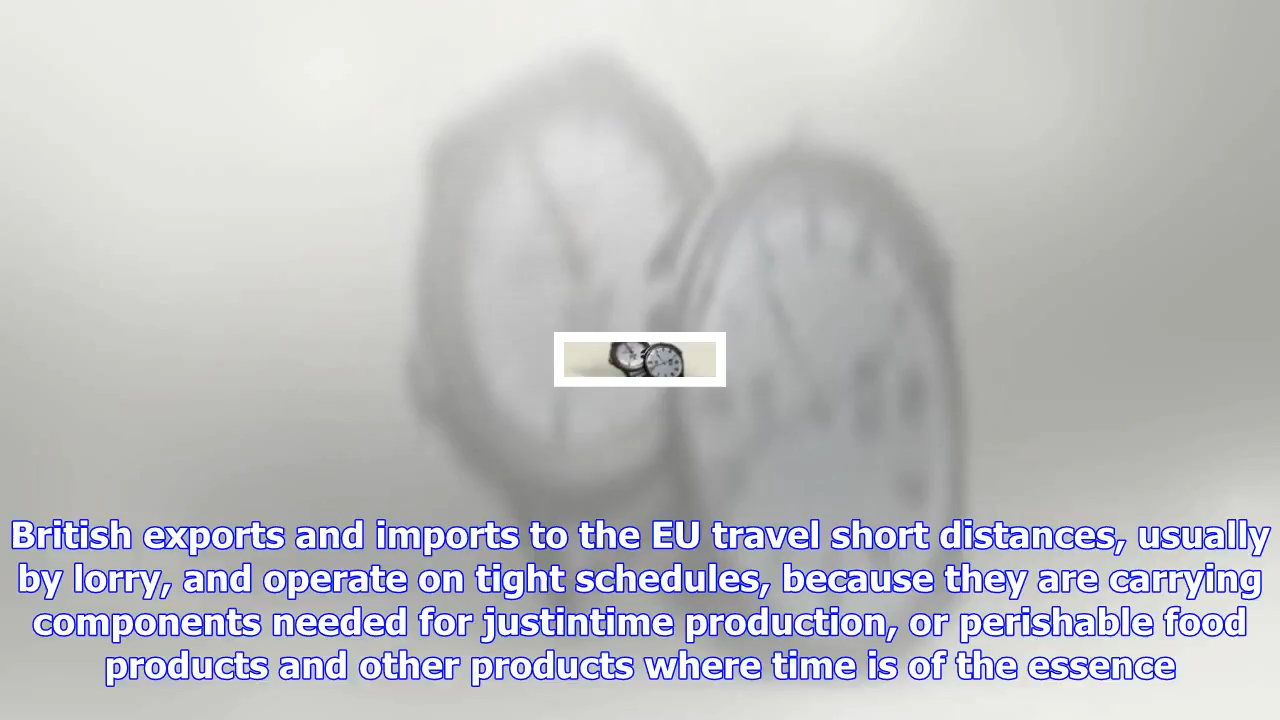 British exports and imports to the EU travel short distances, usually
by lorry, and operate on tight schedules, because they are carrying
components needed for justintime production, or perishable food
products and other products where time is of the essence